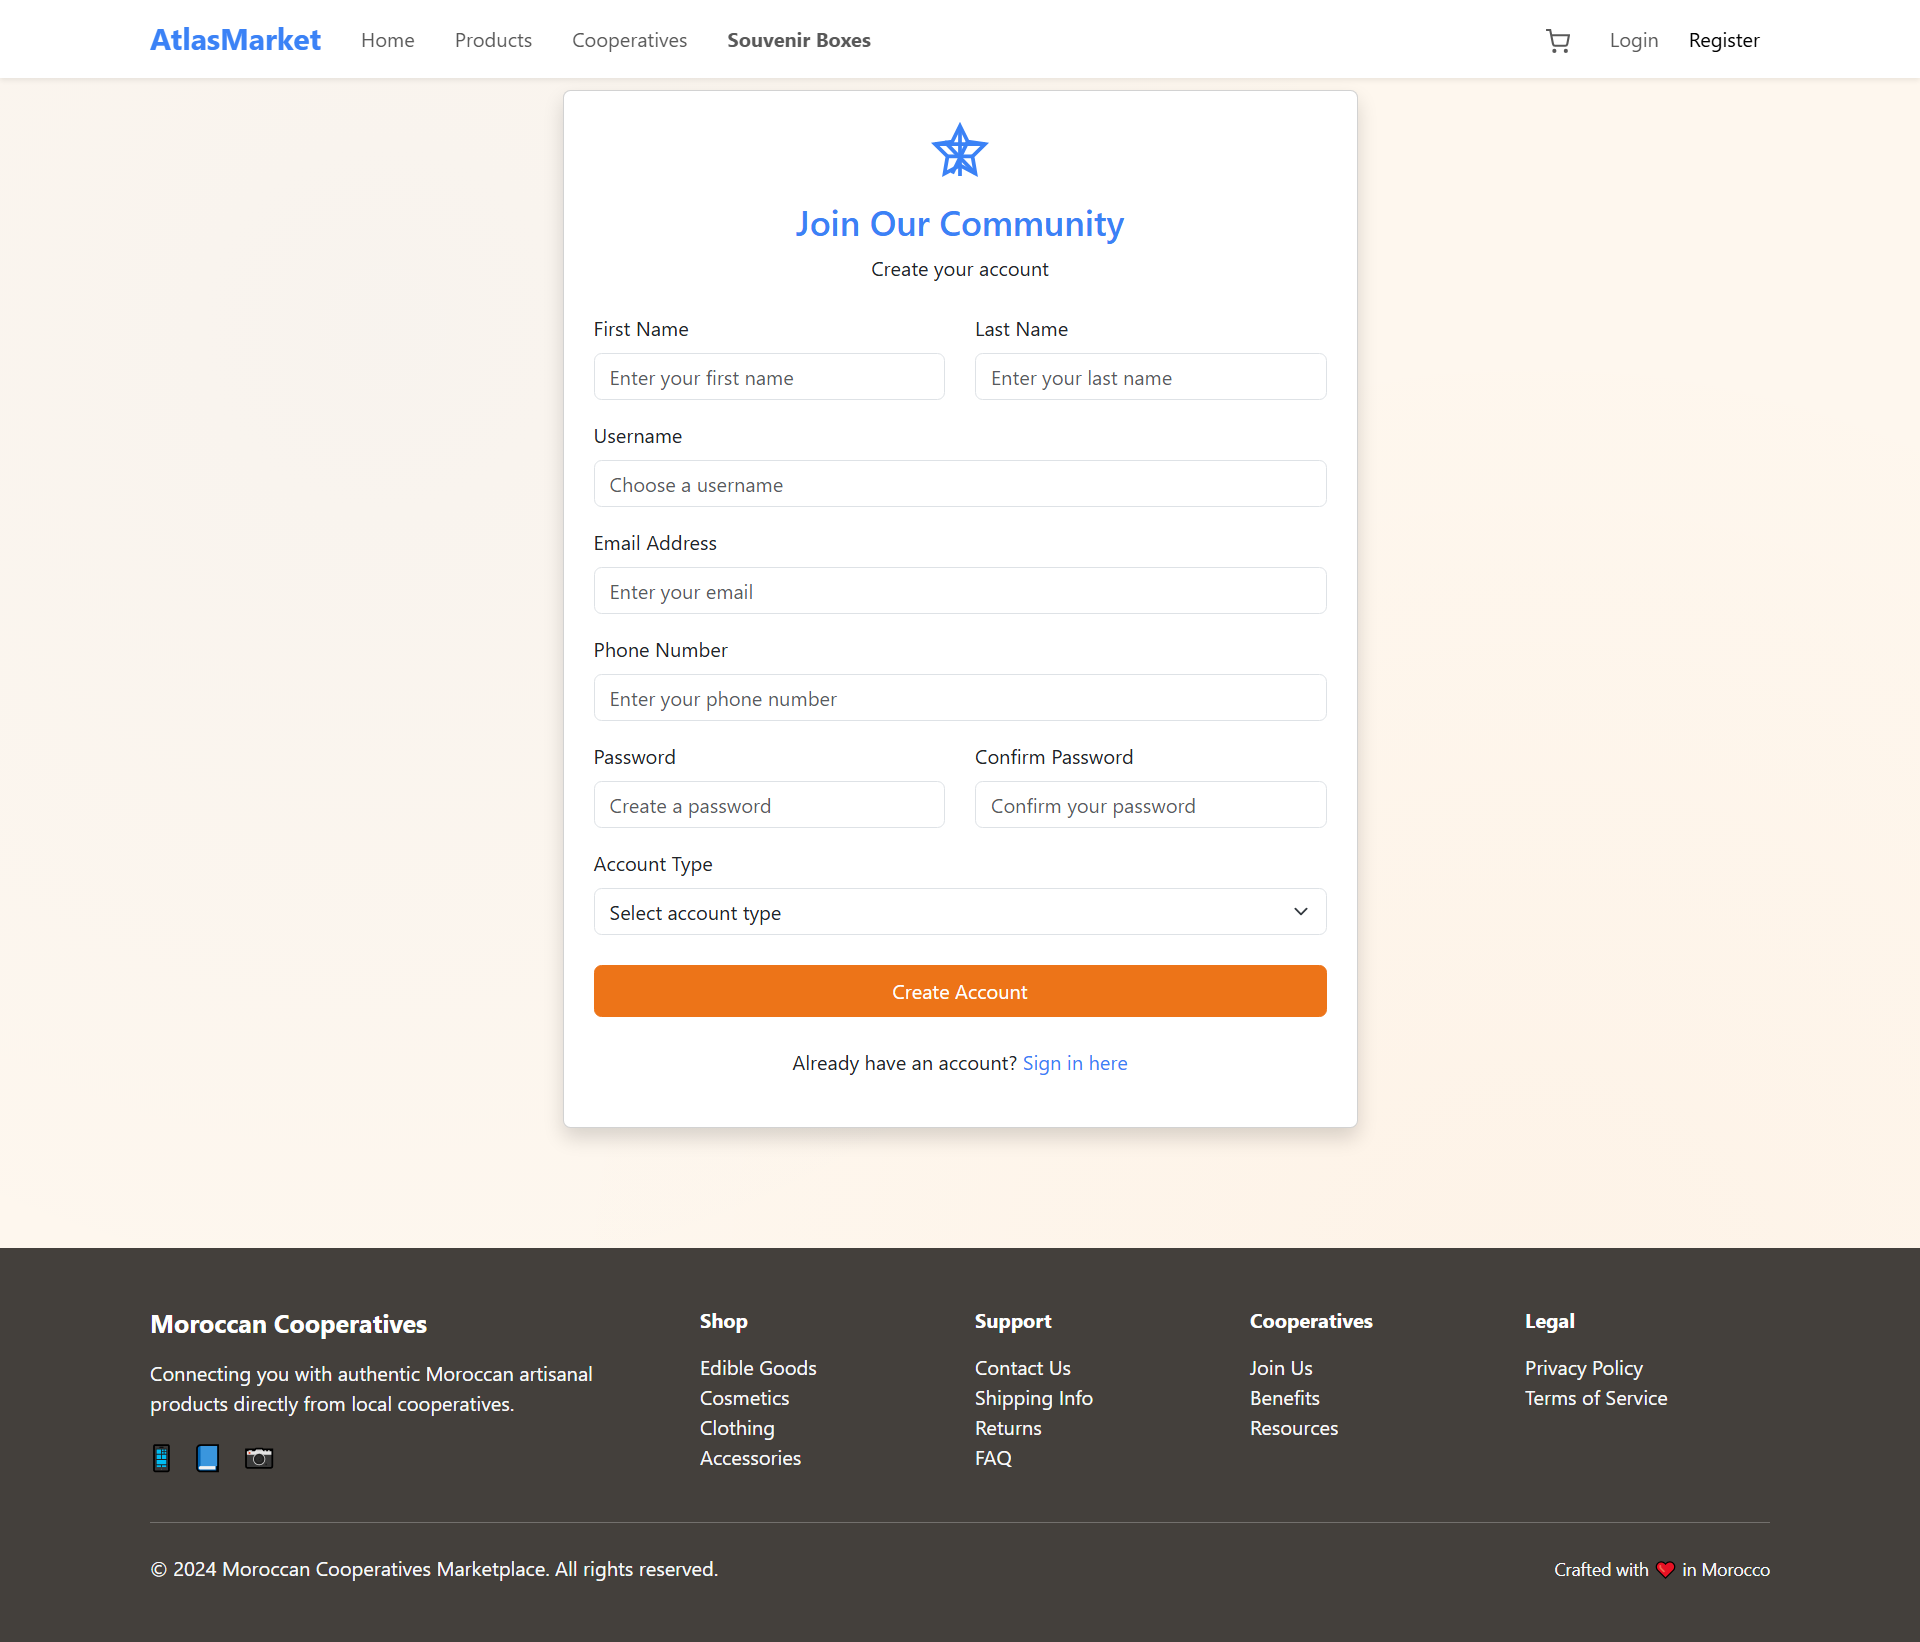 AtlasMarket
Home
Products
Cooperatives
Souvenir Boxes
Login
Register
Join Our Community
Create your account
First Name
Last Name
Enter your first name
Enter your last name
Username
Choose a username
Email Address
Enter your email
Phone Number
Enter your phone number
Password
Confirm Password
Create a password
Confirm your password
Account Type
Select account type
Create Account
Already have an account? Sign in here
Moroccan Cooperatives
Connecting you with authentic Moroccan artisanal
products directly from local cooperatives.
Shop
Edible Goods
Cosmetics
Clothing
Accessories
Support
Contact Us
Shipping Info
Returns
FAQ
Cooperatives
Join Us
Benefits
Resources
Legal
Privacy Policy
Terms of Service
© 2024 Moroccan Cooperatives Marketplace. All rights reserved.
Crafted with ❤️ in Morocco